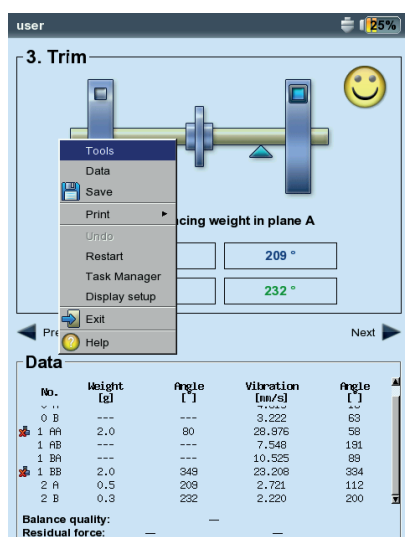 user 25%
3. Trim
Tools
Data
Save
Print
Undo
Restart
Task Manager
Display setup
Exit
Help
cing weight in plane A
209 °
232 °
Pre
Next
Data
No. Weight [g] Angle [°] Vibration [mm/s] Angle [°]
0 B --- --- 3.222 63
1 AA 2.0 80 28.976 58
1 AB --- --- 7.548 191
1 BA --- --- 10.525 89
1 BB 2.0 349 23.208 334
2 A 0.5 209 2.721 112
2 B 0.3 232 2.220 200
Balance quality: —
Residual force: — —